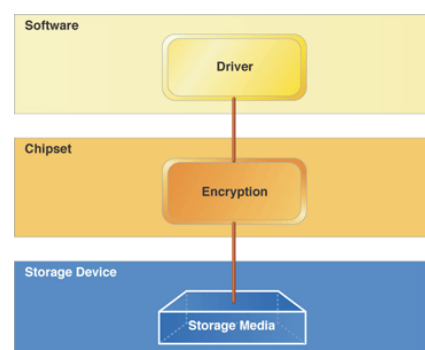 Software
Driver
Chipset
Encryption
Storage Device
Storage Media